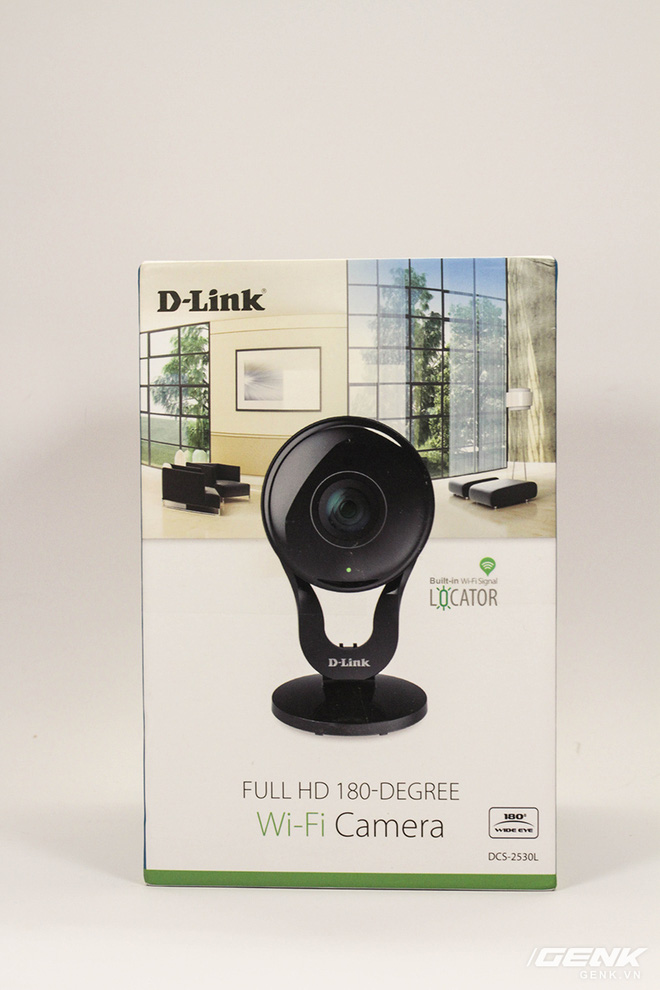 D-Link®
Built-in Wi-Fi Signal
LOCATOR
D-Link
FULL HD 180-DEGREE
Wi-Fi Camera
180°
WIDE EYE
DCS-2530L
GENK
GENK.VN